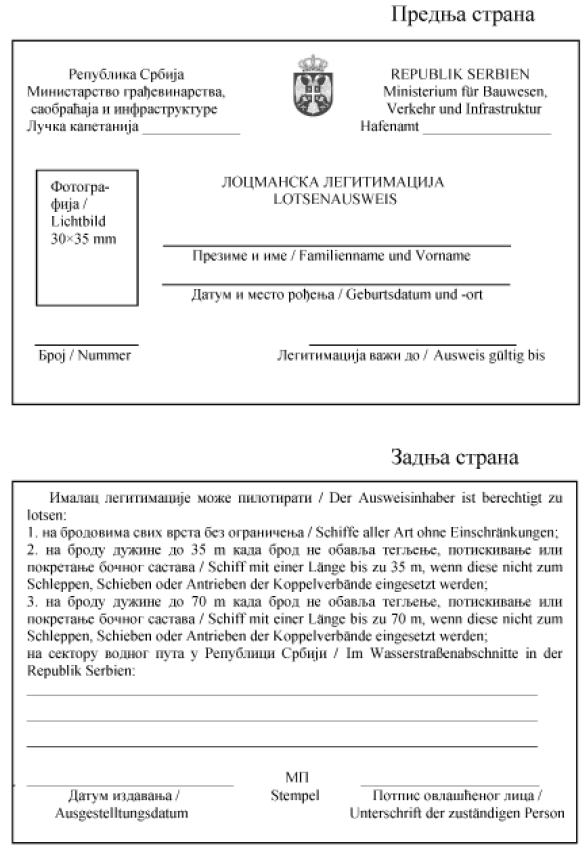 Предња страна
Република Србија
Министарство грађевинарства,
саобраћаја и инфраструктуре
Лучка капетанија _______________
REPUBLIK SERBIEN
Ministerium für Bauwesen,
Verkehr und Infrastruktur
Hafenamt ____________________
Фотогра-
фија /
Lichtbild
30×35 mm
ЛОЦМАНСКА ЛЕГИТИМАЦИЈА
LOTSENAUSWEIS
Презиме и име / Familienname und Vorname
Датум и место рођења / Geburtsdatum und -ort
Број / Nummer
Легитимација важи до / Ausweis gültig bis
Задња страна
Ималац легитимације може пилотирати / Der Ausweisinhaber ist berechtigt zu
lotsen:
1. на бродовима свих врста без ограничења / Schiffe aller Art ohne Einschränkungen;
2. на броду дужине до 35 m када брод не обавља тегљење, потискивање или
покретање бочног састава / Schiff mit einer Länge bis zu 35 m, wenn diese nicht zum
Schleppen, Schieben oder Antrieben der Koppelverbände eingesetzt werden;
3. на броду дужине до 70 m када брод не обавља тегљење, потискивање или
покретање бочног састава / Schiff mit einer Länge bis zu 70 m, wenn diese nicht zum
Schleppen, Schieben oder Antrieben der Koppelverbände eingesetzt werden;
на сектору водног пута у Републици Србији / Im Wasserstraßenabschnitte in der
Republik Serbien:
Датум издавања /
Ausgestelltungsdatum
МП
Stempel
Потпис овлашћеног лица /
Unterschrift der zuständigen Person